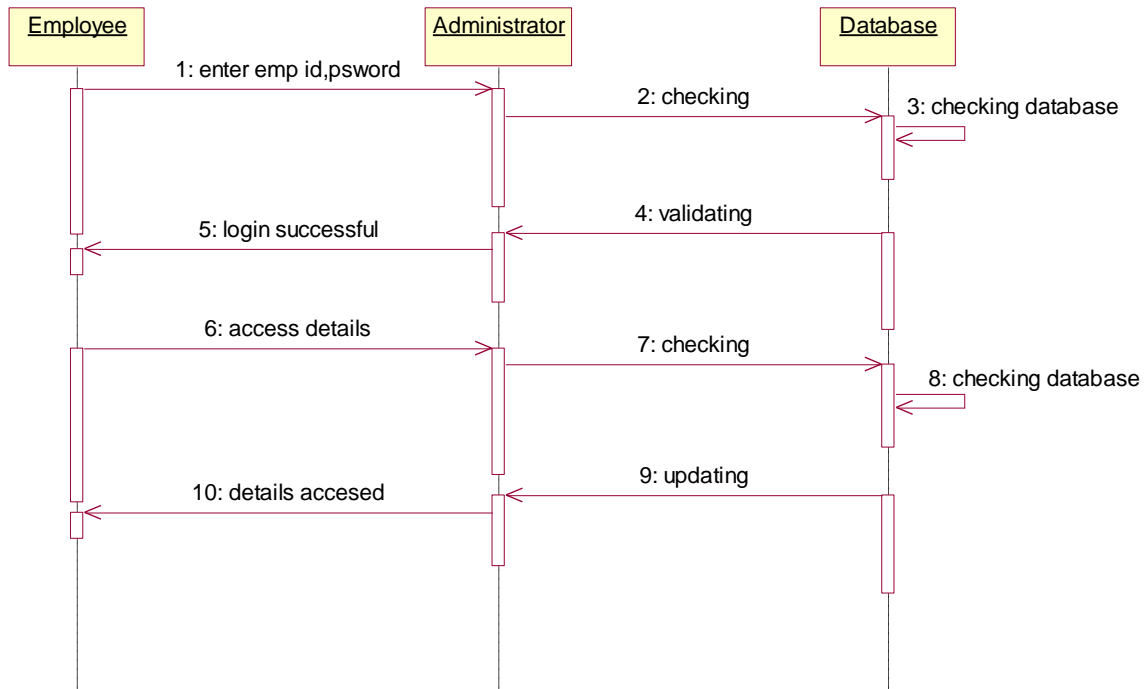 Employee
Administrator
Database
1: enter emp id,psword
2: checking
3: checking database
4: validating
5: login successful
6: access details
7: checking
8: checking database
9: updating
10: details accesed